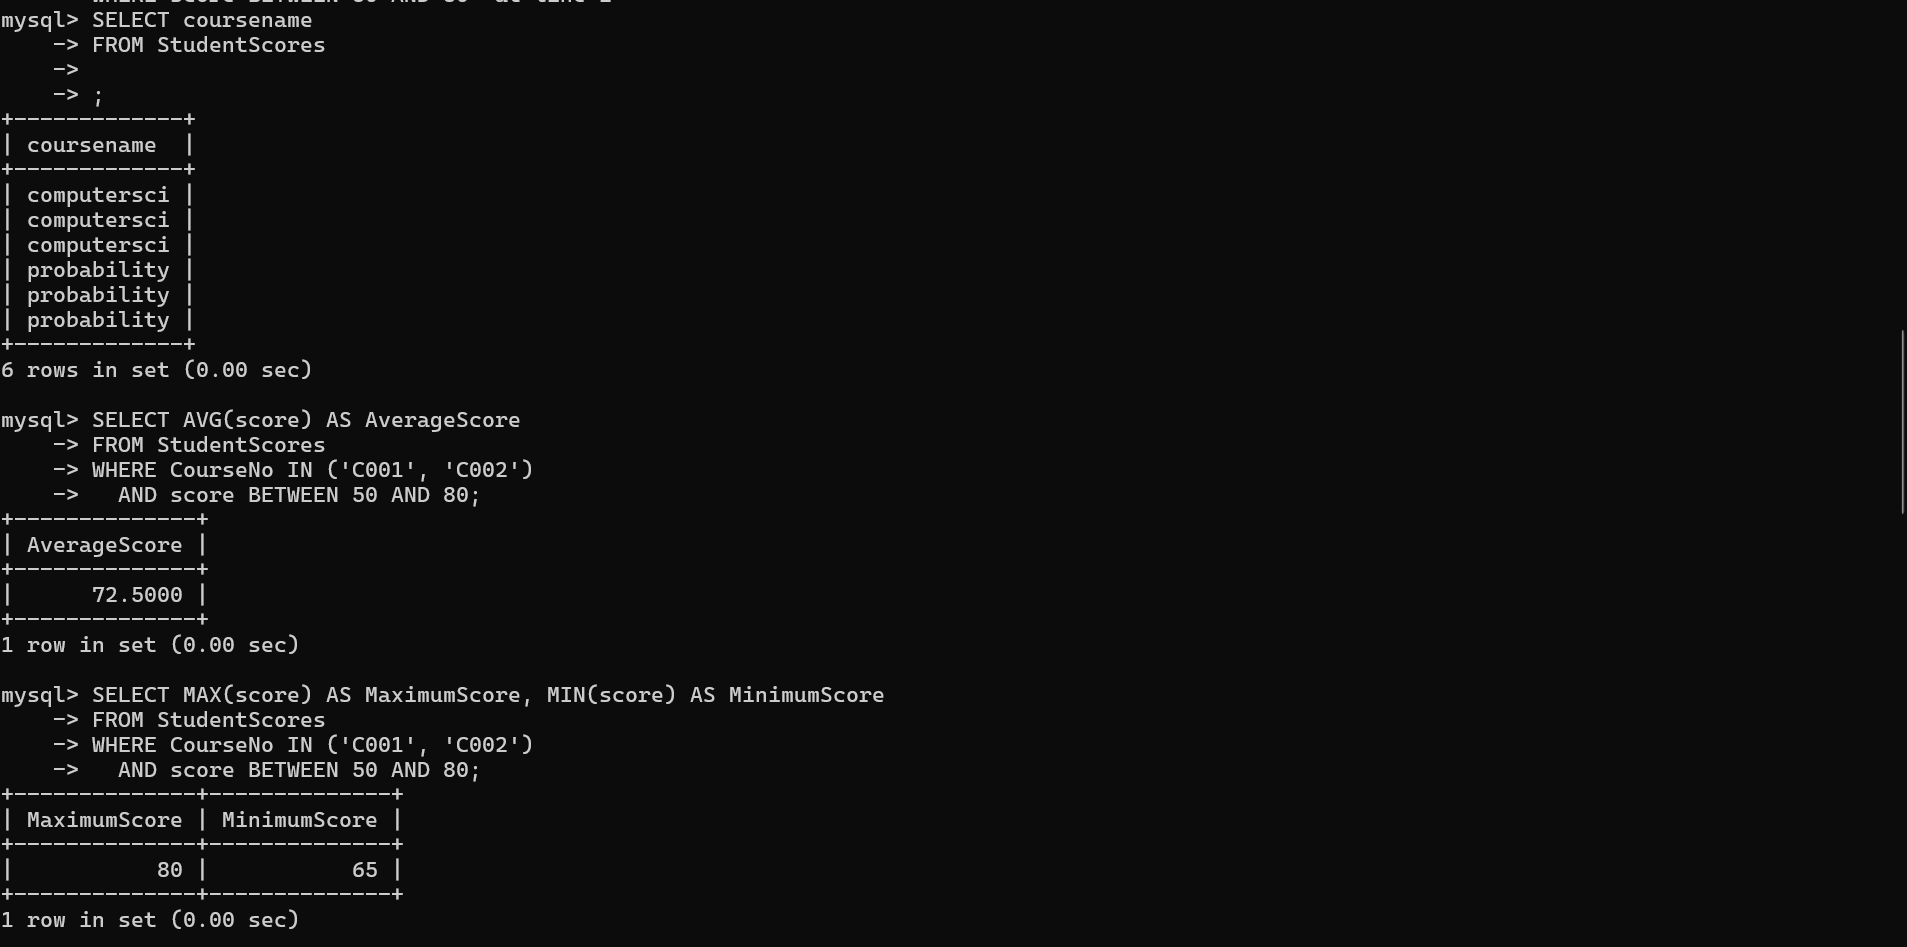 mysql> SELECT coursename
    -> FROM StudentScores
    ->
    -> ;
+-------------+
| coursename  |
+-------------+
| computersci |
| computersci |
| computersci |
| probability |
| probability |
| probability |
+-------------+
6 rows in set (0.00 sec)

mysql> SELECT AVG(score) AS AverageScore
    -> FROM StudentScores
    -> WHERE CourseNo IN ('C001', 'C002')
    ->   AND score BETWEEN 50 AND 80;
+--------------+
| AverageScore |
+--------------+
|      72.5000 |
+--------------+
1 row in set (0.00 sec)

mysql> SELECT MAX(score) AS MaximumScore, MIN(score) AS MinimumScore
    -> FROM StudentScores
    -> WHERE CourseNo IN ('C001', 'C002')
    ->   AND score BETWEEN 50 AND 80;
+--------------+--------------+
| MaximumScore | MinimumScore |
+--------------+--------------+
|           80 |           65 |
+--------------+--------------+
1 row in set (0.00 sec)